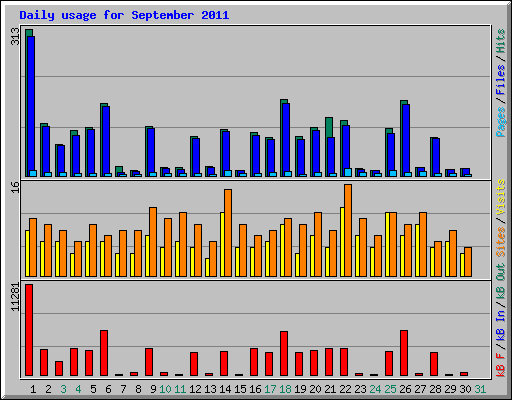 Daily usage for September 2011
313
Pages / Files / Hits
16
Sites / Visits
11281
kB F / kB In / kB Out
1 2 3 4 5 6 7 8 9 10 11 12 13 14 15 16 17 18 19 20 21 22 23 24 25 26 27 28 29 30 31